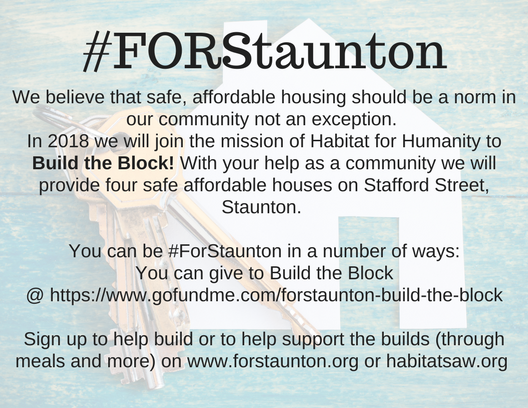 #FORStaunton
We believe that safe, affordable housing should be a norm in
our community not an exception.
In 2018 we will join the mission of Habitat for Humanity to
Build the Block! With your help as a community we will
provide four safe affordable houses on Stafford Street,
Staunton.
You can be #ForStaunton in a number of ways:
You can give to Build the Block
@ https://www.gofundme.com/forstaunton-build-the-block
Sign up to help build or to help support the builds (through
meals and more) on www.forstaunton.org or habitatsaw.org